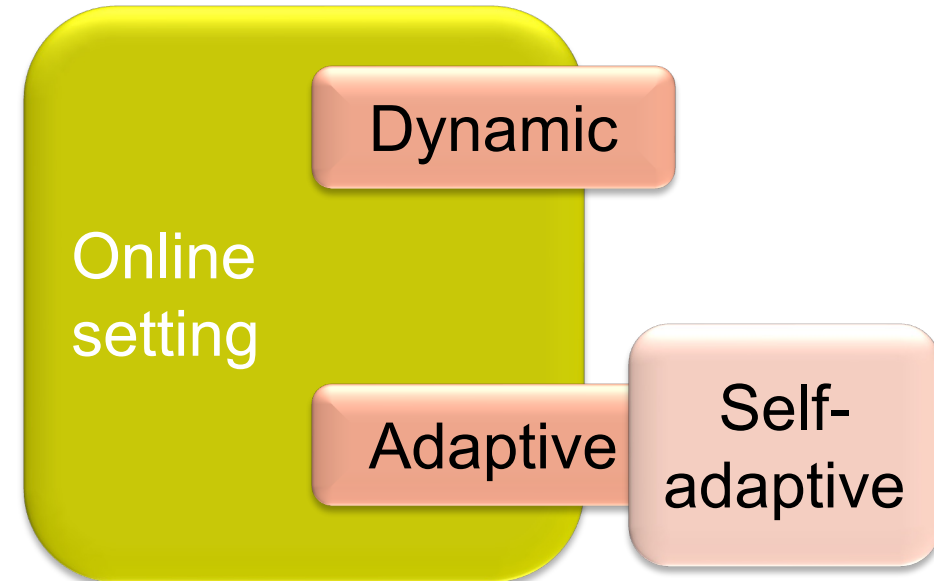 Dynamic
Online
setting
Adaptive
Self-
adaptive